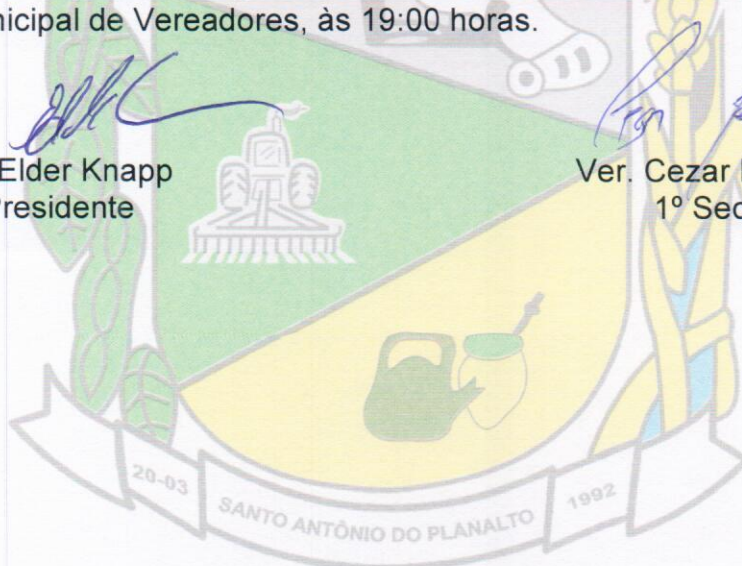 nicipal de Vereadores, às 19:00 horas.
Elder Knapp
residente
Ver. Cezar
1º Sec
20-03
SANTO ANTÔNIO DO PLANALTO
1992